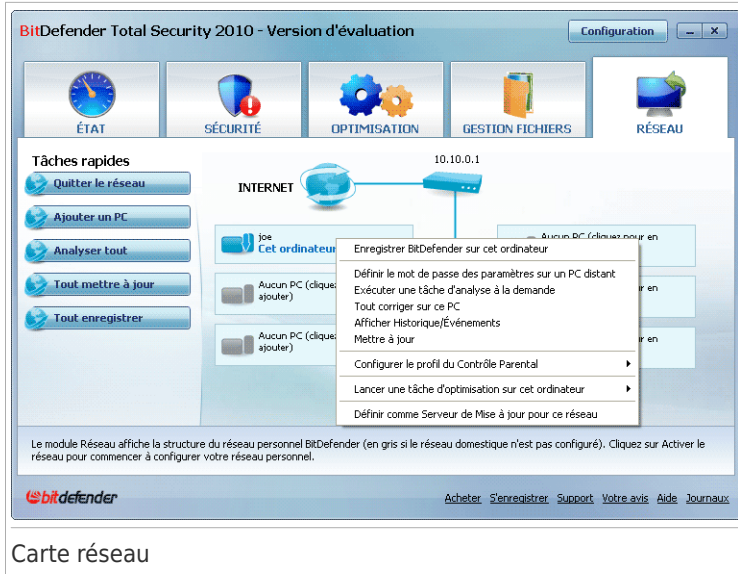 BitDefender Total Security 2010 - Version d'évaluation
Configuration
ÉTAT
SÉCURITÉ
OPTIMISATION
GESTION FICHIERS
RÉSEAU
Tâches rapides
Quitter le réseau
Ajouter un PC
Analyser tout
Tout mettre à jour
Tout enregistrer
INTERNET
10.10.0.1
joe
Cet ordinateur
Aucun PC (cliquez pour en
Aucun PC (clique
ajouter)
ur en
Aucun PC (clique
ajouter)
ur en
Enregistrer BitDefender sur cet ordinateur
Définir le mot de passe des paramètres sur un PC distant
Exécuter une tâche d'analyse à la demande
Tout corriger sur ce PC
Afficher Historique/Événements
Mettre à jour
Configurer le profil du Contrôle Parental
Lancer une tâche d'optimisation sur cet ordinateur
Définir comme Serveur de Mise à jour pour ce réseau
Le module Réseau affiche la structure du réseau personnel BitDefender (en gris si le réseau domestique n'est pas configuré). Cliquez sur Activer le
réseau pour commencer à configurer votre réseau personnel.
bitdefender
Acheter S'enregistrer Support Votre avis Aide Journaux
Carte réseau